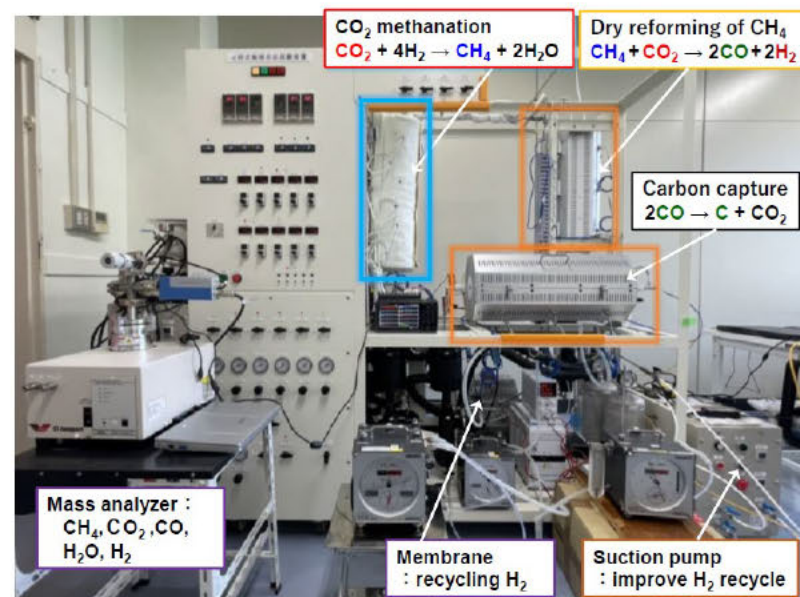 CO₂ methanation
CO₂ + 4H₂ → CH₄ + 2H₂O
Dry reforming of CH₄
CH₄ + CO₂ → 2CO + 2H₂
Carbon capture
2CO → C + CO₂
Mass analyzer：
CH₄, CO₂ ,CO,
H₂O, H₂
Membrane
：recycling H₂
Suction pump
：improve H₂ recycle